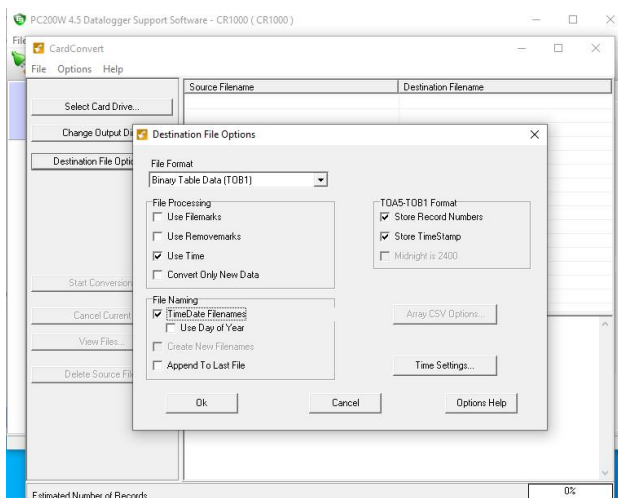 PC200W 4.5 Datalogger Support Software - CR1000 ( CR1000 )
File
CardConvert
File Options Help
Source Filename Destination Filename
Select Card Drive...
Change Output Di
Destination File Optio
Start Conversion
Cancel Current
View Files...
Delete Source File
Destination File Options
File Format
Binary Table Data (TOB1)
File Processing
Use Filemarks
Use Removemarks
Use Time
Convert Only New Data
TOA5-TOB1 Format
Store Record Numbers
Store TimeStamp
Midnight is 2400
File Naming
TimeDate Filenames
Use Day of Year
Create New Filenames
Append To Last File
Array CSV Options...
Time Settings...
Ok Cancel Options Help
Estimated Number of Records 0%